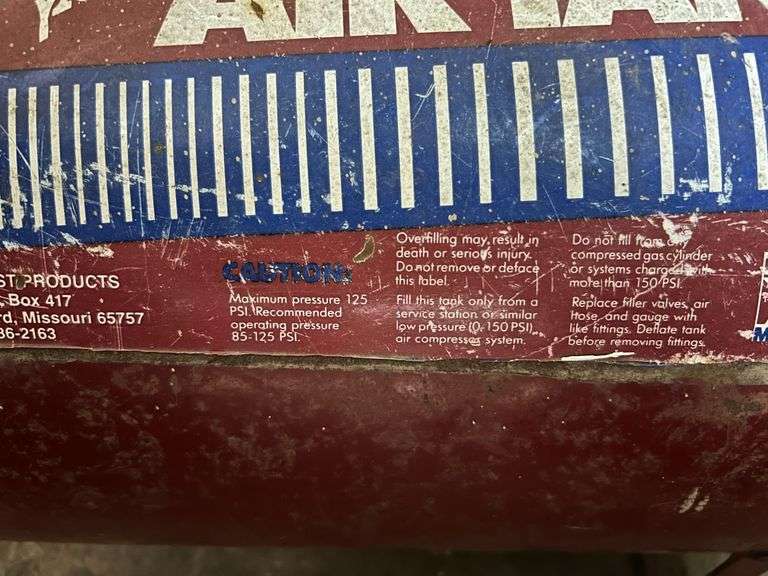 AIR TAN
ST PRODUCTS
Box 417
rd, Missouri 65757
36-2163
CAUTION:
Maximum pressure 125
PSI. Recommended
operating pressure
85-125 PSI.
Overfilling may result in
death or serious injury.
Do not remove or deface
this label.
Fill this tank only from a
service station or similar
low pressure (0-150 PSI)
air compressor system.
Do not fill from any
compressed gas cylinder
or systems charged with
more than 150 PSI.
Replace filler valves, air
hose, and gauge with
like fittings. Deflate tank
before removing fittings.
M